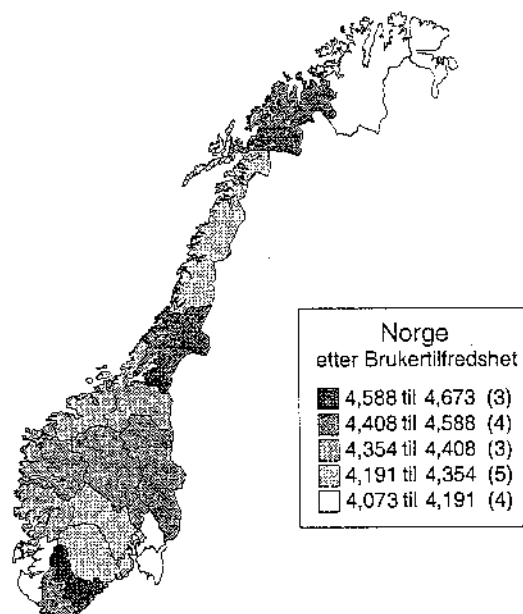 Norge
etter Brukertilfredshet
4,588 til 4,673 (3)
4,408 til 4,588 (4)
4,354 til 4,408 (3)
4,191 til 4,354 (5)
4,073 til 4,191 (4)